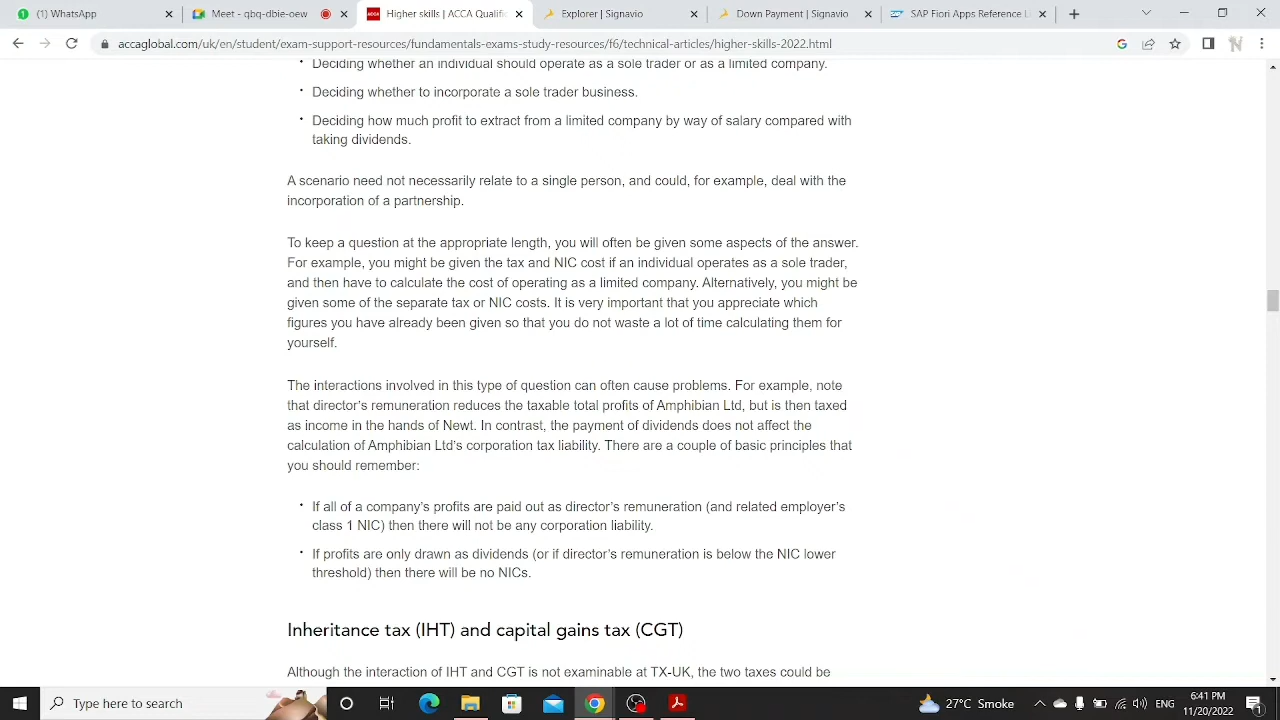 (1) WhatsApp
Meet - qbq-dbie-oew
Higher skills | ACCA Qualific
Explorer | Signavio
Down Payment | Signavio
SAP Fiori Apps Reference Li
accaglobal.com/uk/en/student/exam-support-resources/fundamentals-exams-study-resources/f6/technical-articles/higher-skills-2022.html
• Deciding whether an individual should operate as a sole trader or as a limited company.
• Deciding whether to incorporate a sole trader business.
• Deciding how much profit to extract from a limited company by way of salary compared with
taking dividends.
A scenario need not necessarily relate to a single person, and could, for example, deal with the
incorporation of a partnership.
To keep a question at the appropriate length, you will often be given some aspects of the answer.
For example, you might be given the tax and NIC cost if an individual operates as a sole trader,
and then have to calculate the cost of operating as a limited company. Alternatively, you might be
given some of the separate tax or NIC costs. It is very important that you appreciate which
figures you have already been given so that you do not waste a lot of time calculating them for
yourself.
The interactions involved in this type of question can often cause problems. For example, note
that director's remuneration reduces the taxable total profits of Amphibian Ltd, but is then taxed
as income in the hands of Newt. In contrast, the payment of dividends does not affect the
calculation of Amphibian Ltd's corporation tax liability. There are a couple of basic principles that
you should remember:
• If all of a company's profits are paid out as director's remuneration (and related employer's
class 1 NIC) then there will not be any corporation liability.
• If profits are only drawn as dividends (or if director's remuneration is below the NIC lower
threshold) then there will be no NICs.
Inheritance tax (IHT) and capital gains tax (CGT)
Although the interaction of IHT and CGT is not examinable at TX-UK, the two taxes could be
Type here to search
27°C Smoke
6:41 PM
11/20/2022